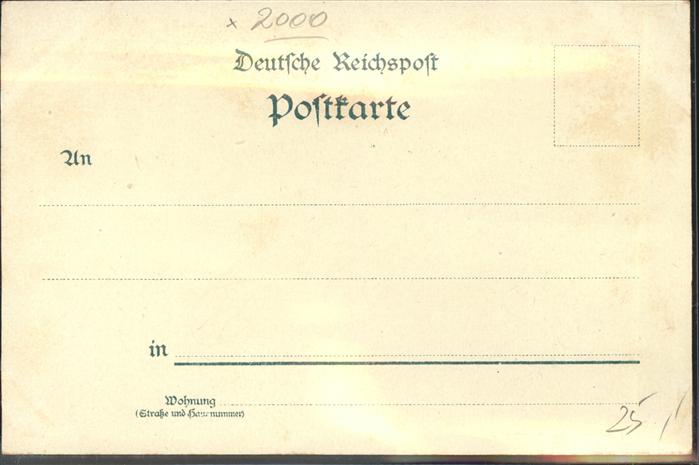 x 2000
Deutsche Reichspost
Postkarte
An
in
Wohnung
(Straße und Hausnummer)
25,